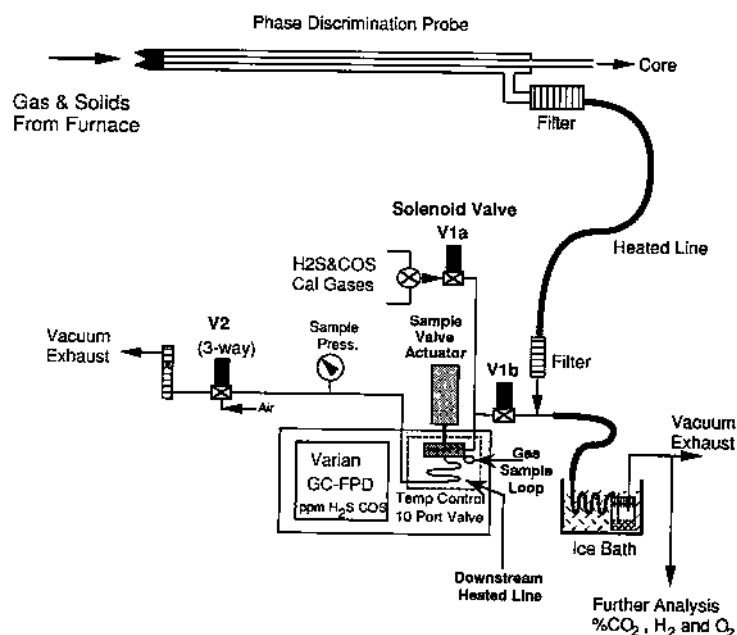 Phase Discrimination Probe
Core
Gas & Solids
From Furnace
Filter
Solenoid Valve
V1a
Heated Line
H2S&COS
Cal Gases
Sample
Press.
Sample
Valve
Actuator
V2
(3-way)
Vacuum
Exhaust
V1b
Filter
Air
Vacuum
Exhaust
Varian
GC-FPD
ppm H₂S COS
Gas
Sample
Loop
Temp Control
10 Port Valve
Ice Bath
Downstream
Heated Line
Further Analysis
%CO₂, H₂ and O₂